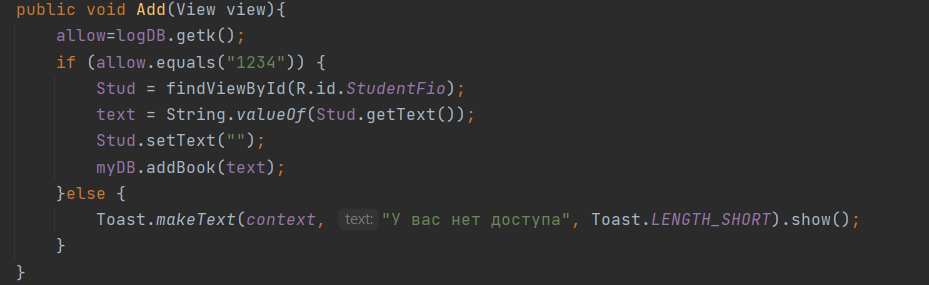 public void Add(View view){
allow=logDB.getk();
if (allow.equals("1234")) {
Stud = findViewById(R.id.StudentFio);
text = String.valueOf(Stud.getText());
Stud.setText("");
myDB.addBook(text);
}else {
Toast.makeText(context, text: "У вас нет доступа", Toast.LENGTH_SHORT).show();
}
}